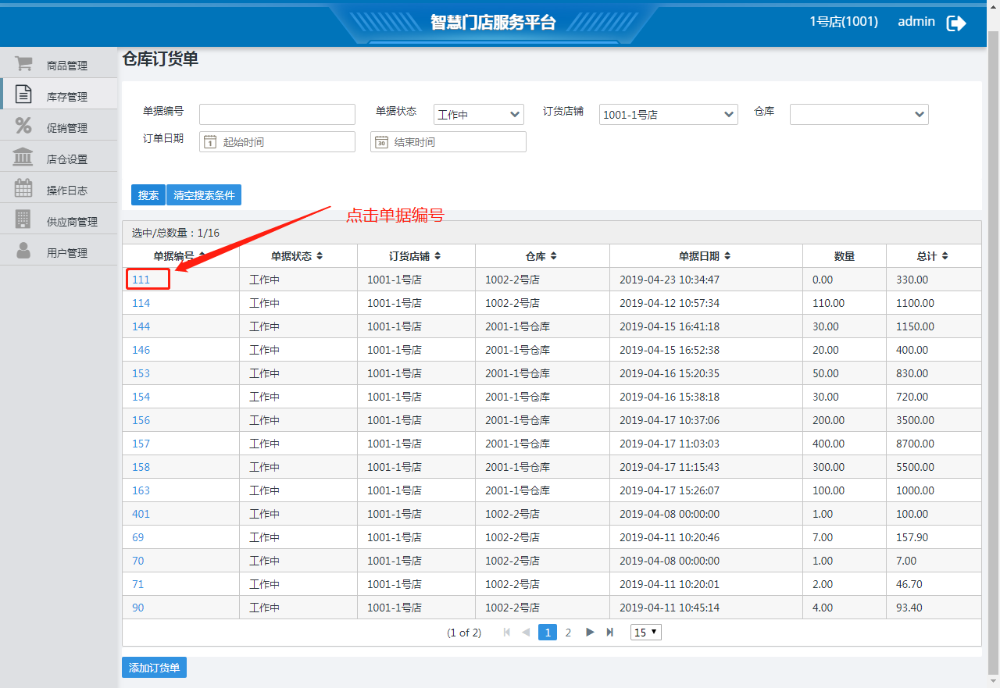 智慧门店服务平台
1号店(1001) admin
商品管理
库存管理
促销管理
店仓设置
操作日志
供应商管理
用户管理
仓库订货单
单据编号 单据状态 工作中 订货店铺 1001-1号店 仓库
订单日期 1 起始时间 30 结束时间
搜索 清空搜索条件
点击单据编号
选中/总数量：1/16
单据编号 单据状态 订货店铺 仓库 单据日期 数量 总计
111 工作中 1001-1号店 1002-2号店 2019-04-23 10:34:47 0.00 330.00
114 工作中 1001-1号店 1002-2号店 2019-04-12 10:57:34 110.00 1100.00
144 工作中 1001-1号店 2001-1号仓库 2019-04-15 16:41:18 30.00 1150.00
146 工作中 1001-1号店 2001-1号仓库 2019-04-15 16:52:38 20.00 400.00
153 工作中 1001-1号店 2001-1号仓库 2019-04-16 15:20:35 50.00 830.00
154 工作中 1001-1号店 2001-1号仓库 2019-04-16 15:38:18 30.00 720.00
156 工作中 1001-1号店 2001-1号仓库 2019-04-17 10:37:06 200.00 3500.00
157 工作中 1001-1号店 2001-1号仓库 2019-04-17 11:03:03 400.00 8700.00
158 工作中 1001-1号店 2001-1号仓库 2019-04-17 11:15:43 300.00 5500.00
163 工作中 1001-1号店 2001-1号仓库 2019-04-17 15:26:07 100.00 1000.00
401 工作中 1001-1号店 1002-2号店 2019-04-08 00:00:00 1.00 100.00
69 工作中 1001-1号店 1002-2号店 2019-04-11 10:20:46 7.00 157.90
70 工作中 1001-1号店 1002-2号店 2019-04-08 00:00:00 1.00 7.00
71 工作中 1001-1号店 1002-2号店 2019-04-11 10:20:01 2.00 46.70
90 工作中 1001-1号店 1002-2号店 2019-04-11 10:45:14 4.00 93.40
(1 of 2) 1 2 15
添加订货单